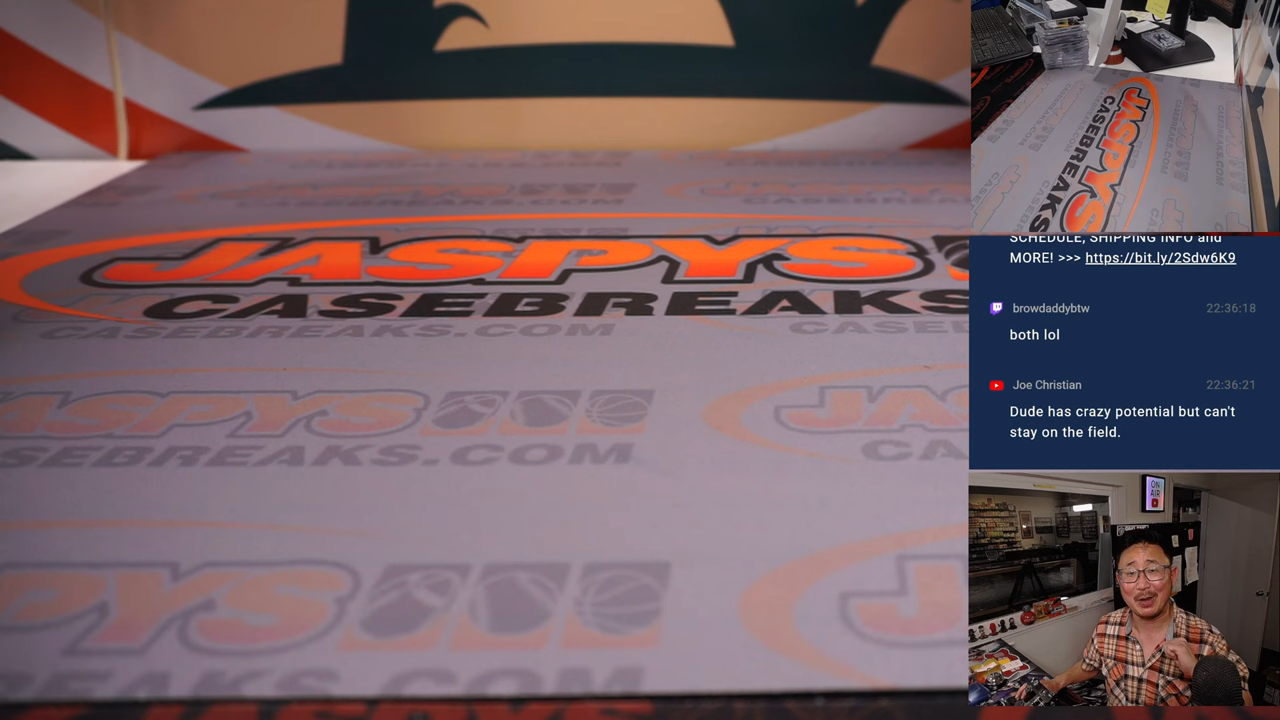 JASPYS
CASEBREAKS
CASEBREAKS.COM
CASEBREAKS.COM
JASPYS
CASEBREAKS.COM
JASPYS
CASEBREAKS
SCHEDULE, SHIPPING INFO and
MORE! >>> https://bit.ly/2Sdw6K9
browdaddybtw 22:36:18
both lol
Joe Christian 22:36:21
Dude has crazy potential but can't
stay on the field.
ON
AIR